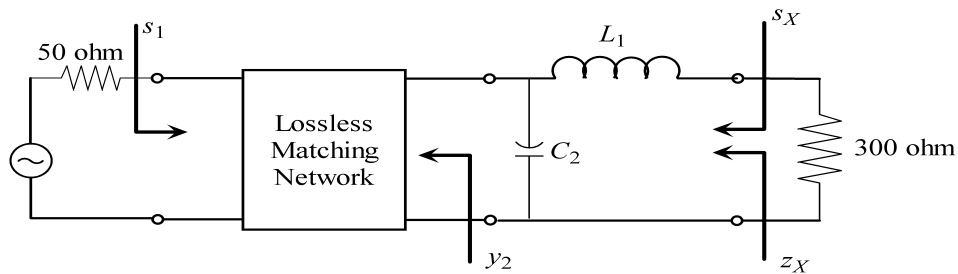 50 ohm
s1
Lossless
Matching
Network
y2
C2
L1
sX
zX
300 ohm